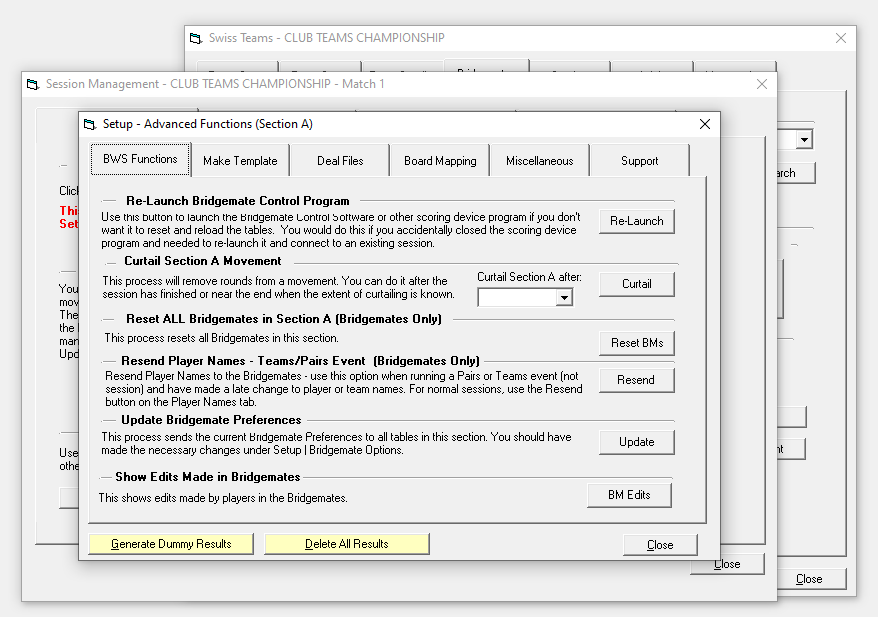 Swiss Teams - CLUB TEAMS CHAMPIONSHIP
Session Management - CLUB TEAMS CHAMPIONSHIP - Match 1
Setup - Advanced Functions (Section A)
BWS Functions
Make Template
Deal Files
Board Mapping
Miscellaneous
Support
Re-Launch Bridgemate Control Program
Use this button to launch the Bridgemate Control Software or other scoring device program if you don't
want it to reset and reload the tables. You would do this if you accidentally closed the scoring device
program and needed to re-launch it and connect to an existing session.
Re-Launch
Curtail Section A Movement
This process will remove rounds from a movement. You can do it after the
session has finished or near the end when the extent of curtailing is known.
Curtail Section A after:
Curtail
Reset ALL Bridgemates in Section A (Bridgemates Only)
This process resets all Bridgemates in this section.
Reset BMs
Resend Player Names - Teams/Pairs Event (Bridgemates Only)
Resend Player Names to the Bridgemates - use this option when running a Pairs or Teams event (not
session) and have made a late change to player or team names. For normal sessions, use the Resend
button on the Player Names tab.
Resend
Update Bridgemate Preferences
This process sends the current Bridgemate Preferences to all tables in this section. You should have
made the necessary changes under Setup | Bridgemate Options.
Update
Show Edits Made in Bridgemates
This shows edits made by players in the Bridgemates.
BM Edits
Generate Dummy Results
Delete All Results
Close
Close
Close